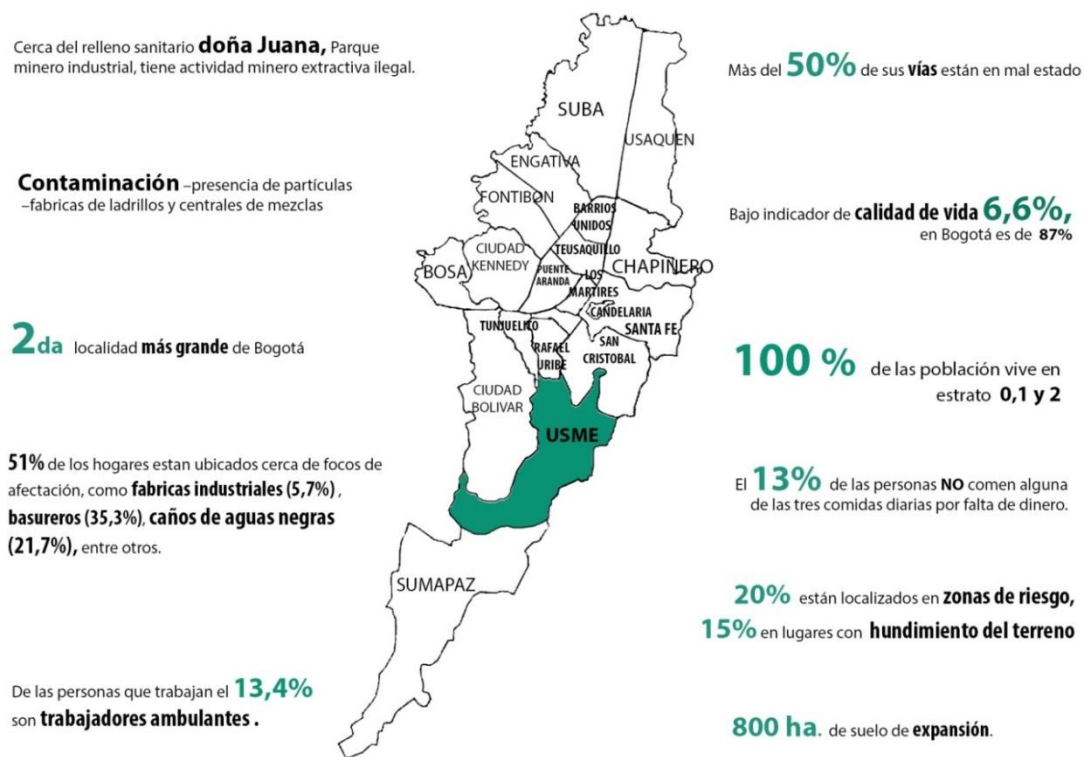 Cerca del relleno sanitario doña Juana, Parque
minero industrial, tiene actividad minero extractiva ilegal.
Contaminación –presencia de partículas
–fabricas de ladrillos y centrales de mezclas
2da localidad más grande de Bogotá
51% de los hogares estan ubicados cerca de focos de
afectación, como fabricas industriales (5,7%) ,
basureros (35,3%), caños de aguas negras
(21,7%), entre otros.
De las personas que trabajan el 13,4%
son trabajadores ambulantes .
SUBA
USAQUEN
ENGATIVA
FONTIBON
BARRIOS
UNIDOS
TEUSAQUILLO
CIUDAD
KENNEDY
BOSA
PUENTE
ARANDA
CHAPINERO
LOS
MARTIRES
CANDELARIA
SANTA FE
TUNJUELITO
RAFAEL
URIBE
SAN
CRISTOBAL
CIUDAD
BOLIVAR
USME
SUMAPAZ
Màs del 50% de sus vías están en mal estado
Bajo indicador de calidad de vida 6,6%,
en Bogotá es de 87%
100 % de las población vive en
estrato 0,1 y 2
El 13% de las personas NO comen alguna
de las tres comidas diarias por falta de dinero.
20% están localizados en zonas de riesgo,
15% en lugares con hundimiento del terreno
800 ha. de suelo de expansión.